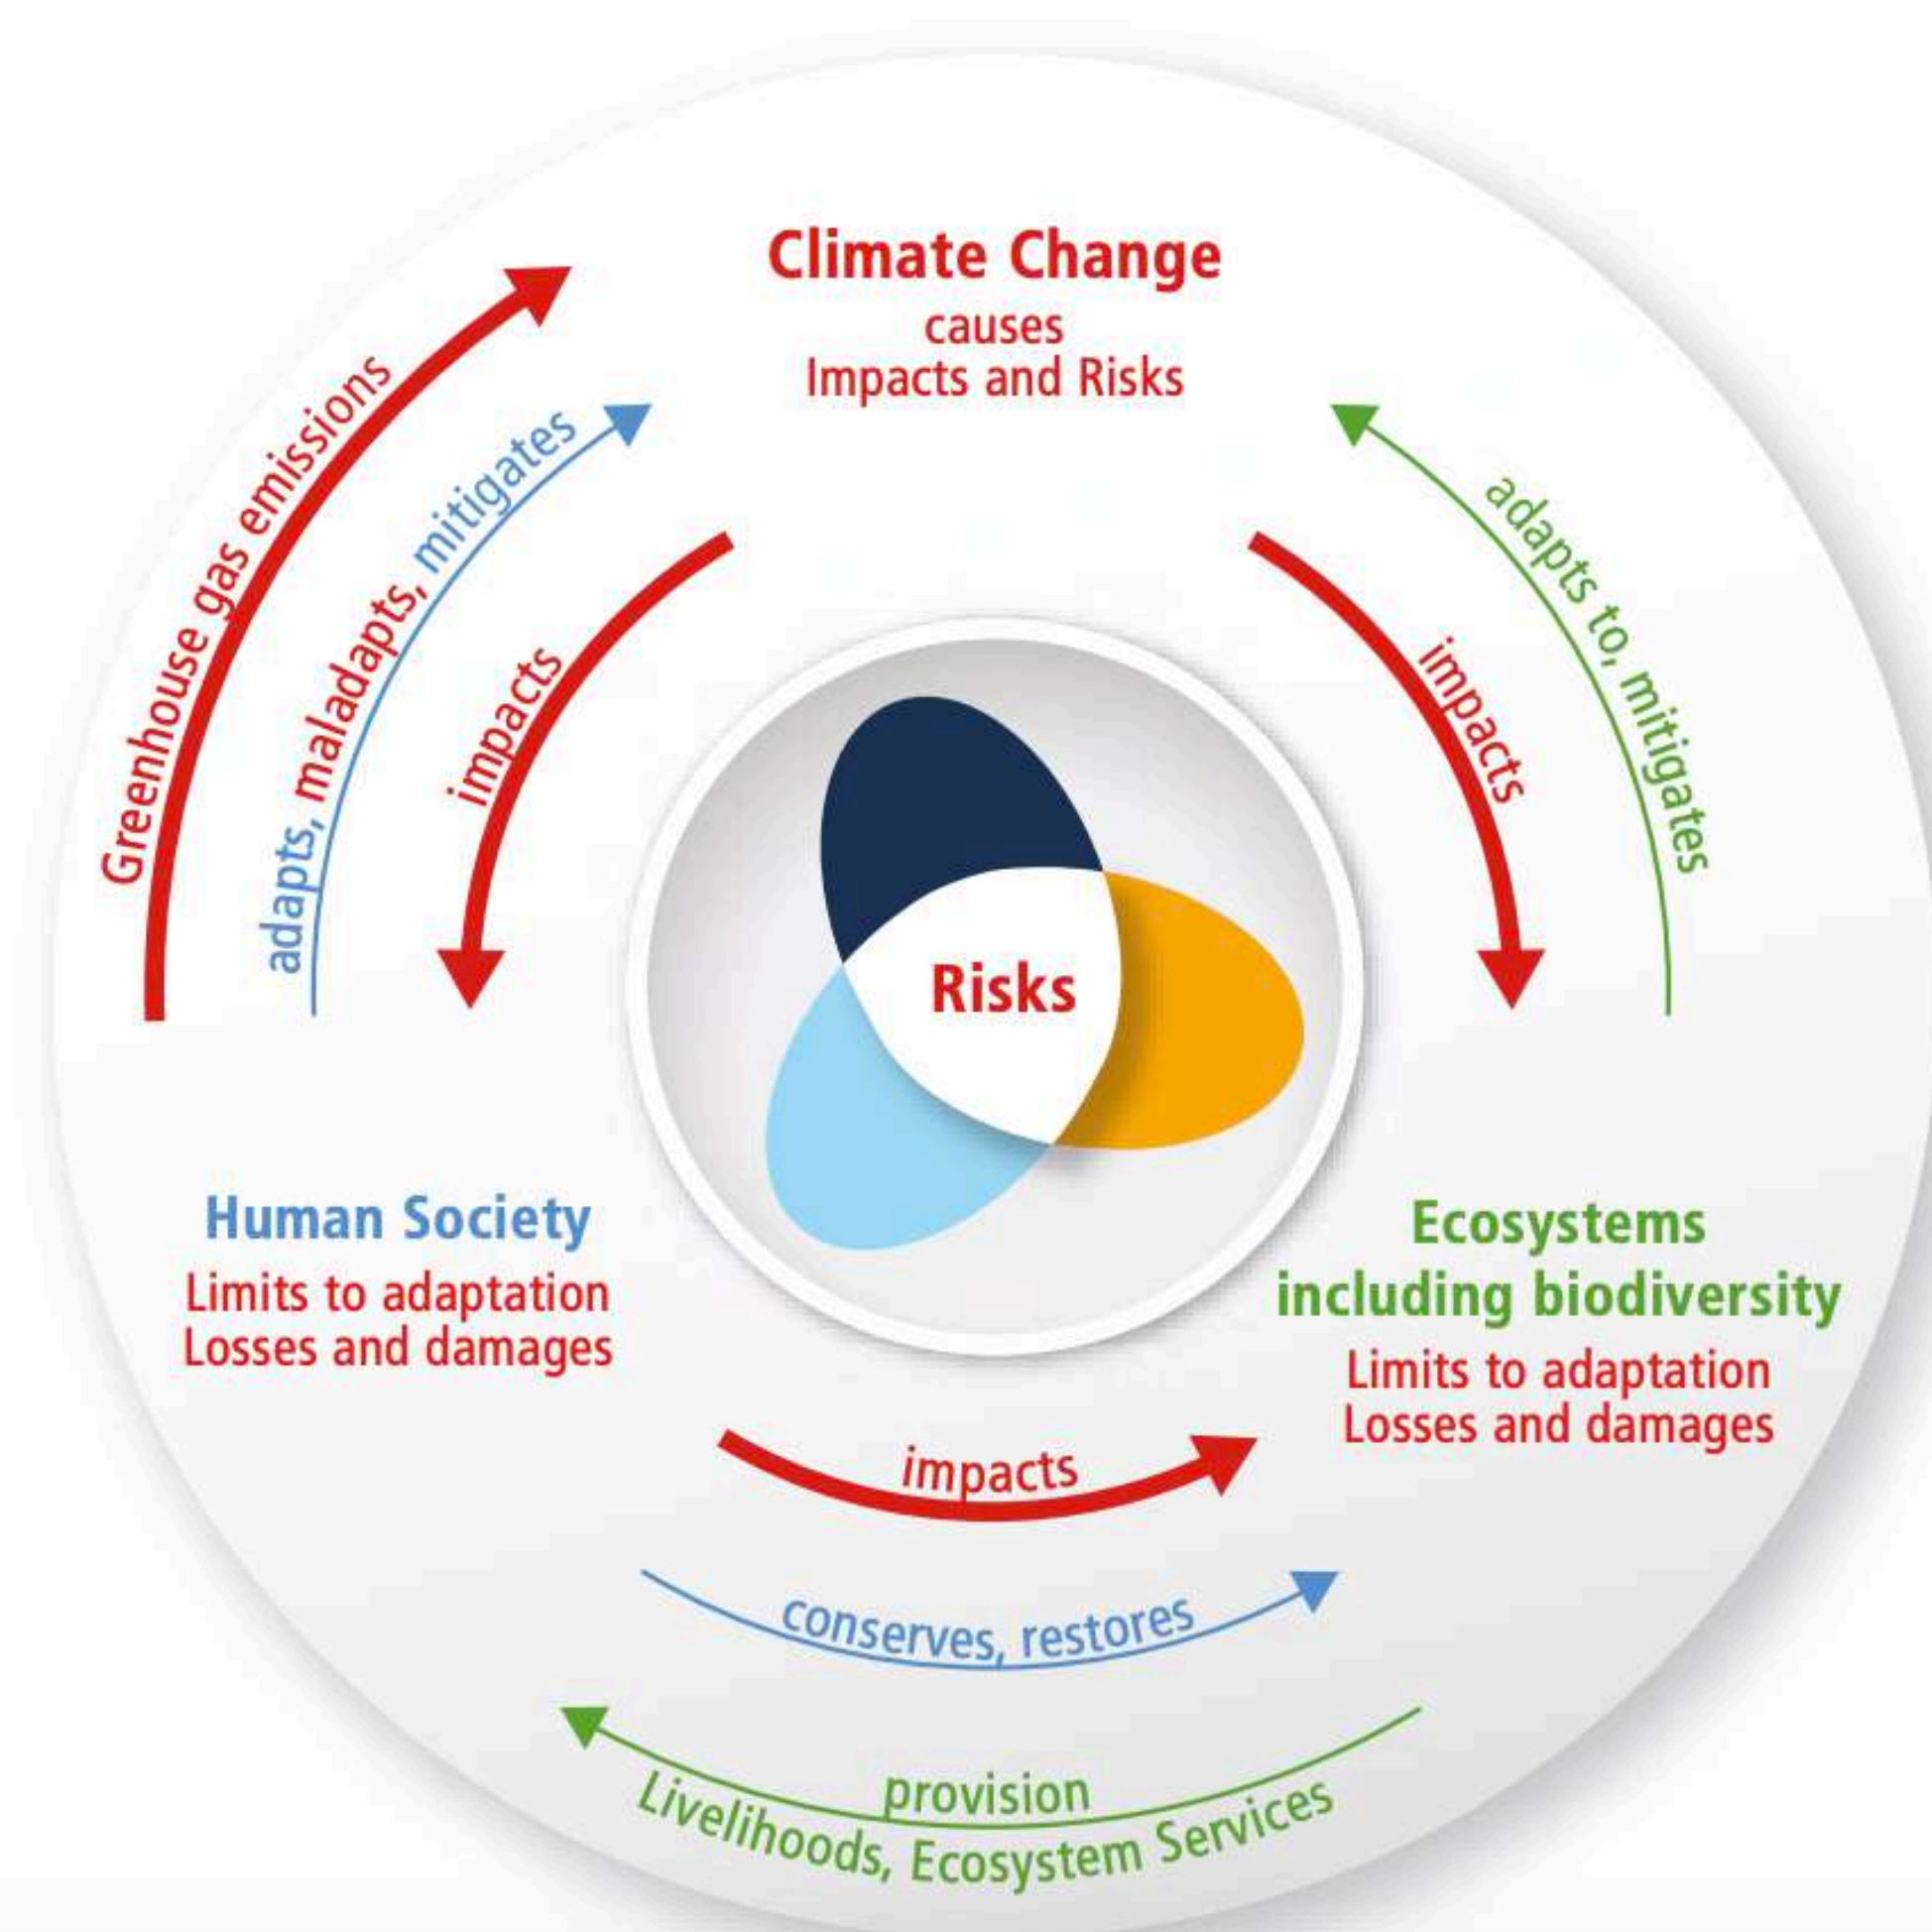 Climate Change
causes
Impacts and Risks
Greenhouse gas emissions
adapts, maladapts, mitigates
impacts
impacts
adapts to, mitigates
Risks
Human Society
Limits to adaptation
Losses and damages
Ecosystems
including biodiversity
Limits to adaptation
Losses and damages
impacts
conserves, restores
provision
Livelihoods, Ecosystem Services